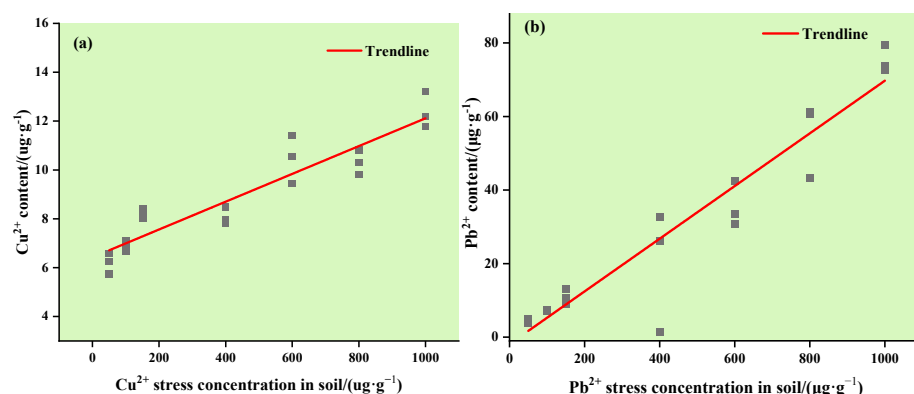 (a)
Trendline
16
14
12
10
8
6
4
Cu²⁺ content/(ug·g⁻¹)
0 200 400 600 800 1000
Cu²⁺ stress concentration in soil/(ug·g⁻¹)
(b)
Trendline
80
60
40
20
0
Pb²⁺ content/(μg·g⁻¹)
0 200 400 600 800 1000
Pb²⁺ stress concentration in soil/(μg·g⁻¹)